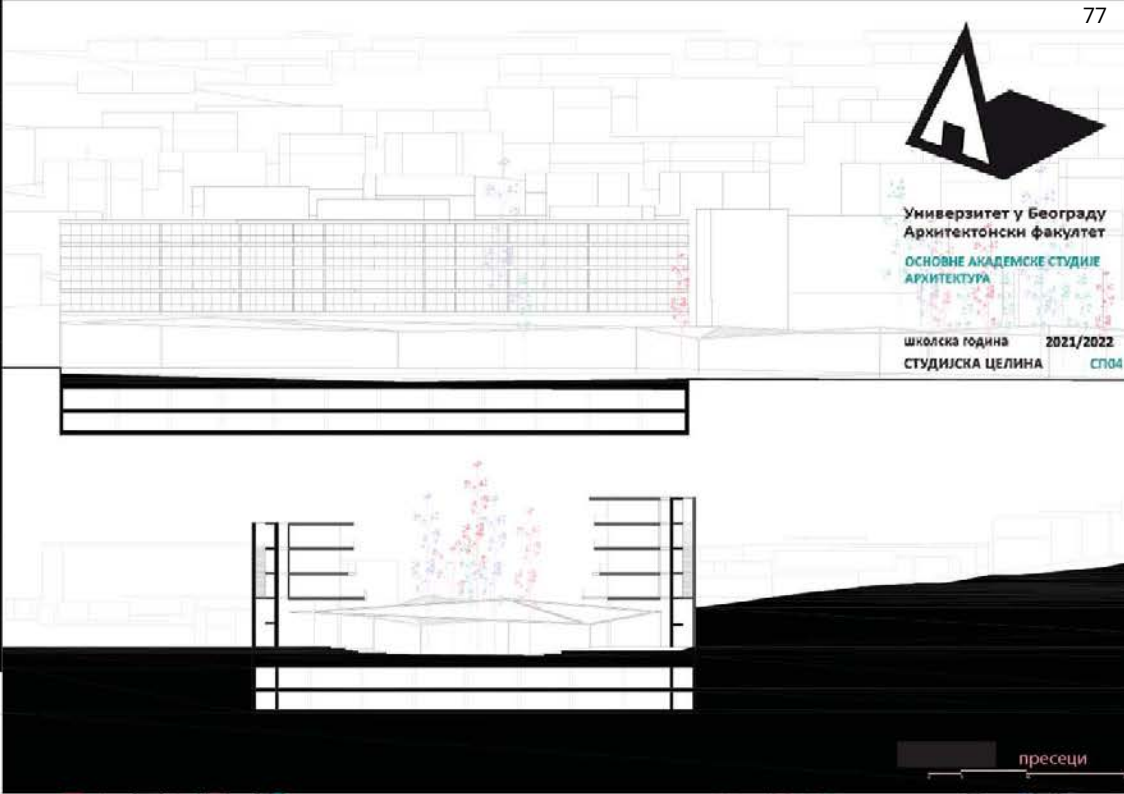 77
Универзитет у Београду
Архитектонски факултет
ОСНОВНЕ АКАДЕМСКЕ СТУДИЈЕ
АРХИТЕКТУРА
школска година 2021/2022
СТУДИЈСКА ЦЕЛИНА СП04
пресеци